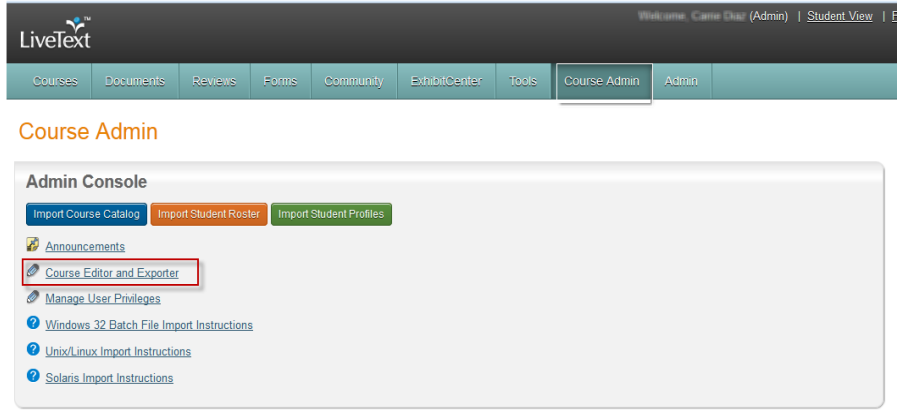 (Admin) | Student View |
LiveText™
Courses Documents Reviews Forms Community ExhibitCenter Tools Course Admin Admin
Course Admin
Admin Console
Import Course Catalog Import Student Roster Import Student Profiles
Announcements
Course Editor and Exporter
Manage User Privileges
Windows 32 Batch File Import Instructions
Unix/Linux Import Instructions
Solaris Import Instructions